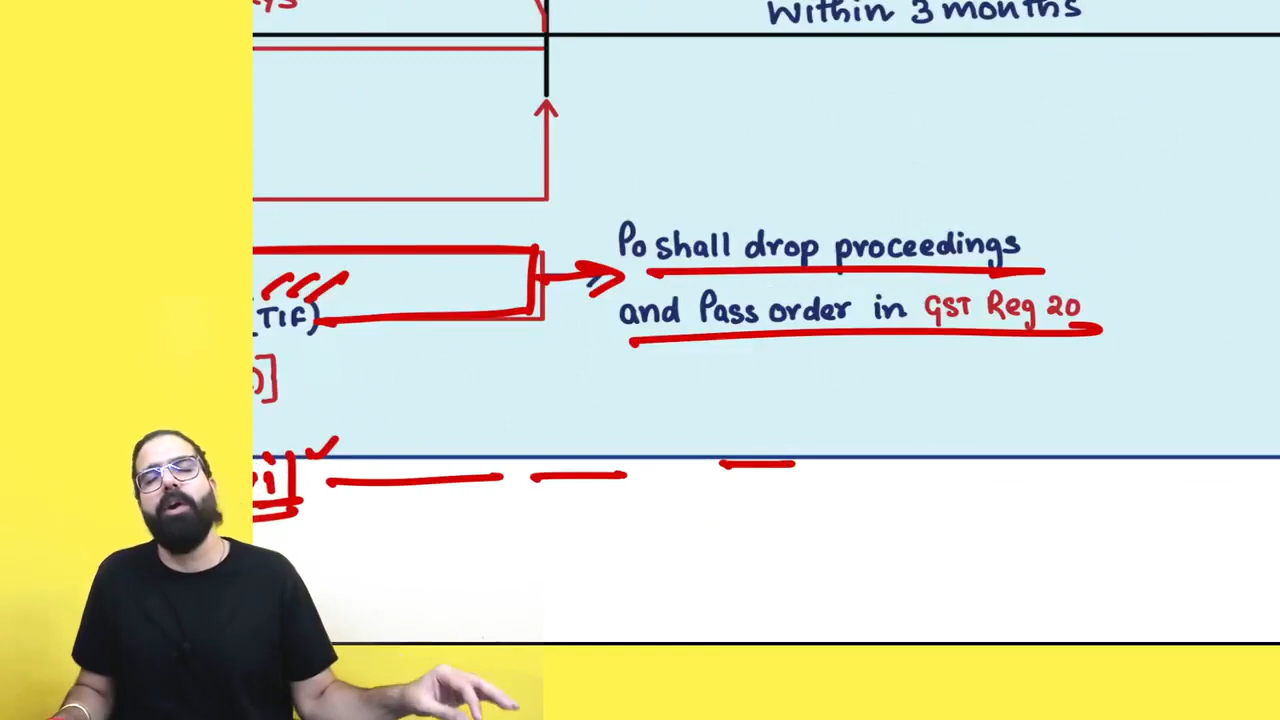 Within 3 months
Po shall drop proceedings
and Pass order in GST Reg 20
(TIF)